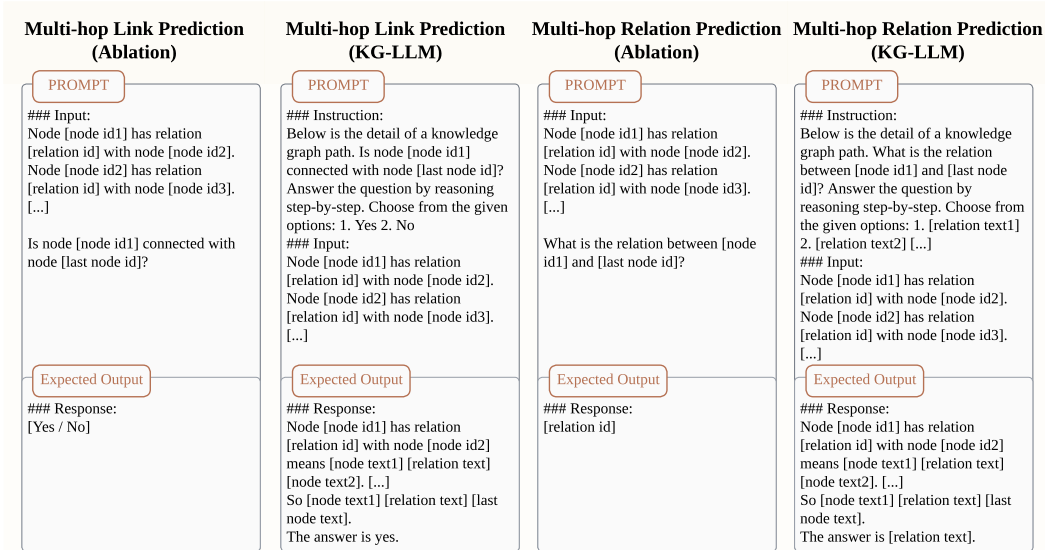 Multi-hop Link Prediction
(Ablation)
PROMPT
### Input:
Node [node id1] has relation
[relation id] with node [node id2].
Node [node id2] has relation
[relation id] with node [node id3].
[...]
Is node [node id1] connected with
node [last node id]?
Expected Output
### Response:
[Yes / No]
Multi-hop Link Prediction
(KG-LLM)
PROMPT
### Instruction:
Below is the detail of a knowledge
graph path. Is node [node id1]
connected with node [last node id]?
Answer the question by reasoning
step-by-step. Choose from the given
options: 1. Yes 2. No
### Input:
Node [node id1] has relation
[relation id] with node [node id2].
Node [node id2] has relation
[relation id] with node [node id3].
[...]
Expected Output
### Response:
Node [node id1] has relation
[relation id] with node [node id2]
means [node text1] [relation text]
[node text2]. [...]
So [node text1] [relation text] [last
node text].
The answer is yes.
Multi-hop Relation Prediction
(Ablation)
PROMPT
### Input:
Node [node id1] has relation
[relation id] with node [node id2].
Node [node id2] has relation
[relation id] with node [node id3].
[...]
What is the relation between [node
id1] and [last node id]?
Expected Output
### Response:
[relation id]
Multi-hop Relation Prediction
(KG-LLM)
PROMPT
### Instruction:
Below is the detail of a knowledge
graph path. What is the relation
between [node id1] and [last node
id]? Answer the question by
reasoning step-by-step. Choose from
the given options: 1. [relation text1]
2. [relation text2] [...]
### Input:
Node [node id1] has relation
[relation id] with node [node id2].
Node [node id2] has relation
[relation id] with node [node id3].
[...]
Expected Output
### Response:
Node [node id1] has relation
[relation id] with node [node id2]
means [node text1] [relation text]
[node text2]. [...]
So [node text1] [relation text] [last
node text].
The answer is [relation text].